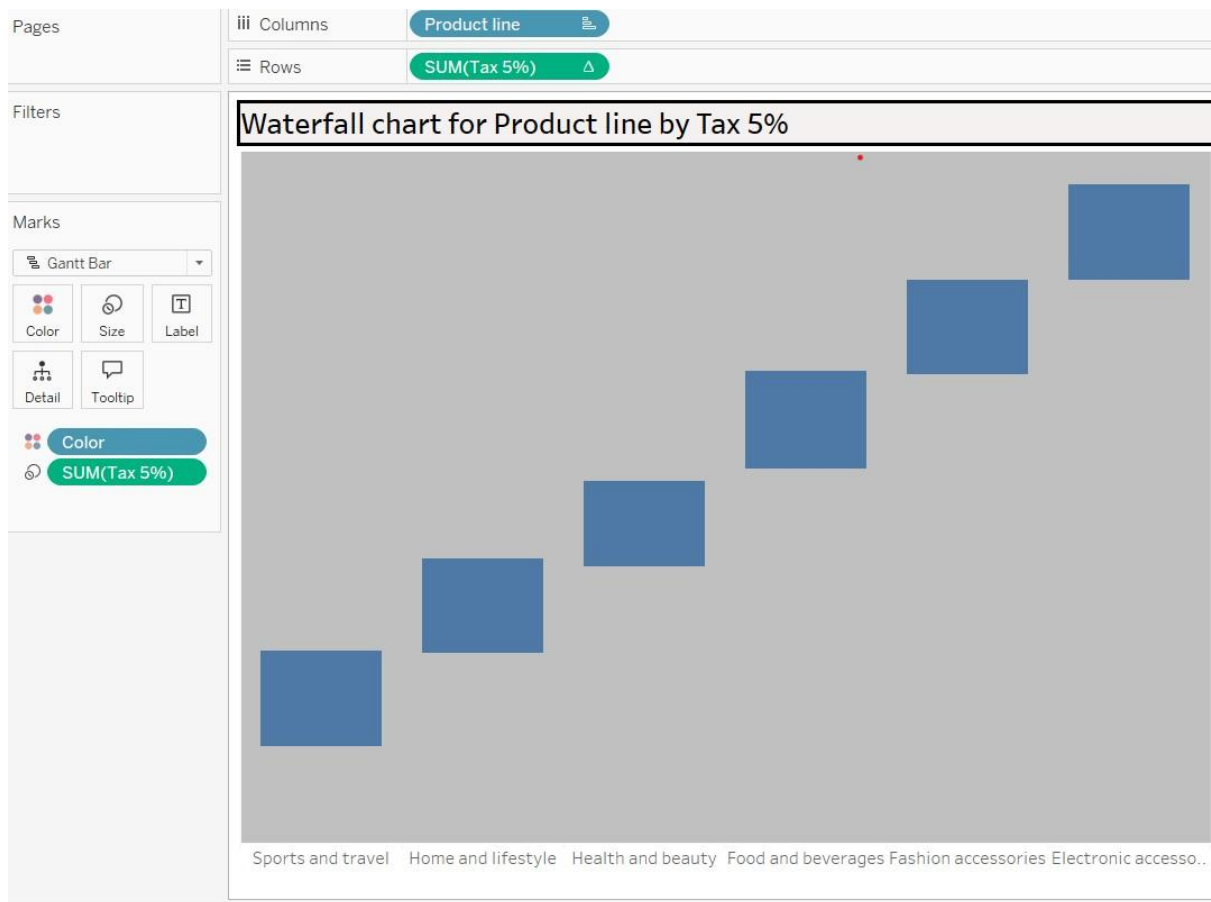 Pages
iii Columns Product line
Rows SUM(Tax 5%) Δ
Filters
Waterfall chart for Product line by Tax 5%
Marks
Gantt Bar
Color Size T Label
Detail Tooltip
Color
SUM(Tax 5%)
Sports and travel Home and lifestyle Health and beauty Food and beverages Fashion accessories Electronic accesso..